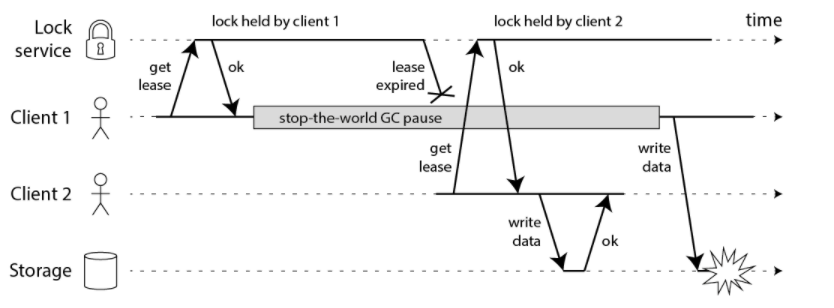 lock held by client 1
lock held by client 2
time
Lock
service
get
lease
ok
lease
expired
ok
Client 1
stop-the-world GC pause
get
lease
write
data
Client 2
write
data
ok
Storage